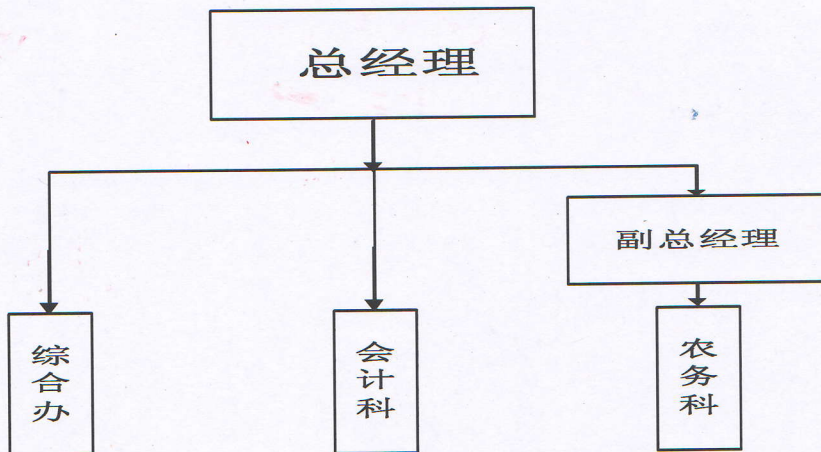 总经理
副总经理
综合办
会计科
农务科